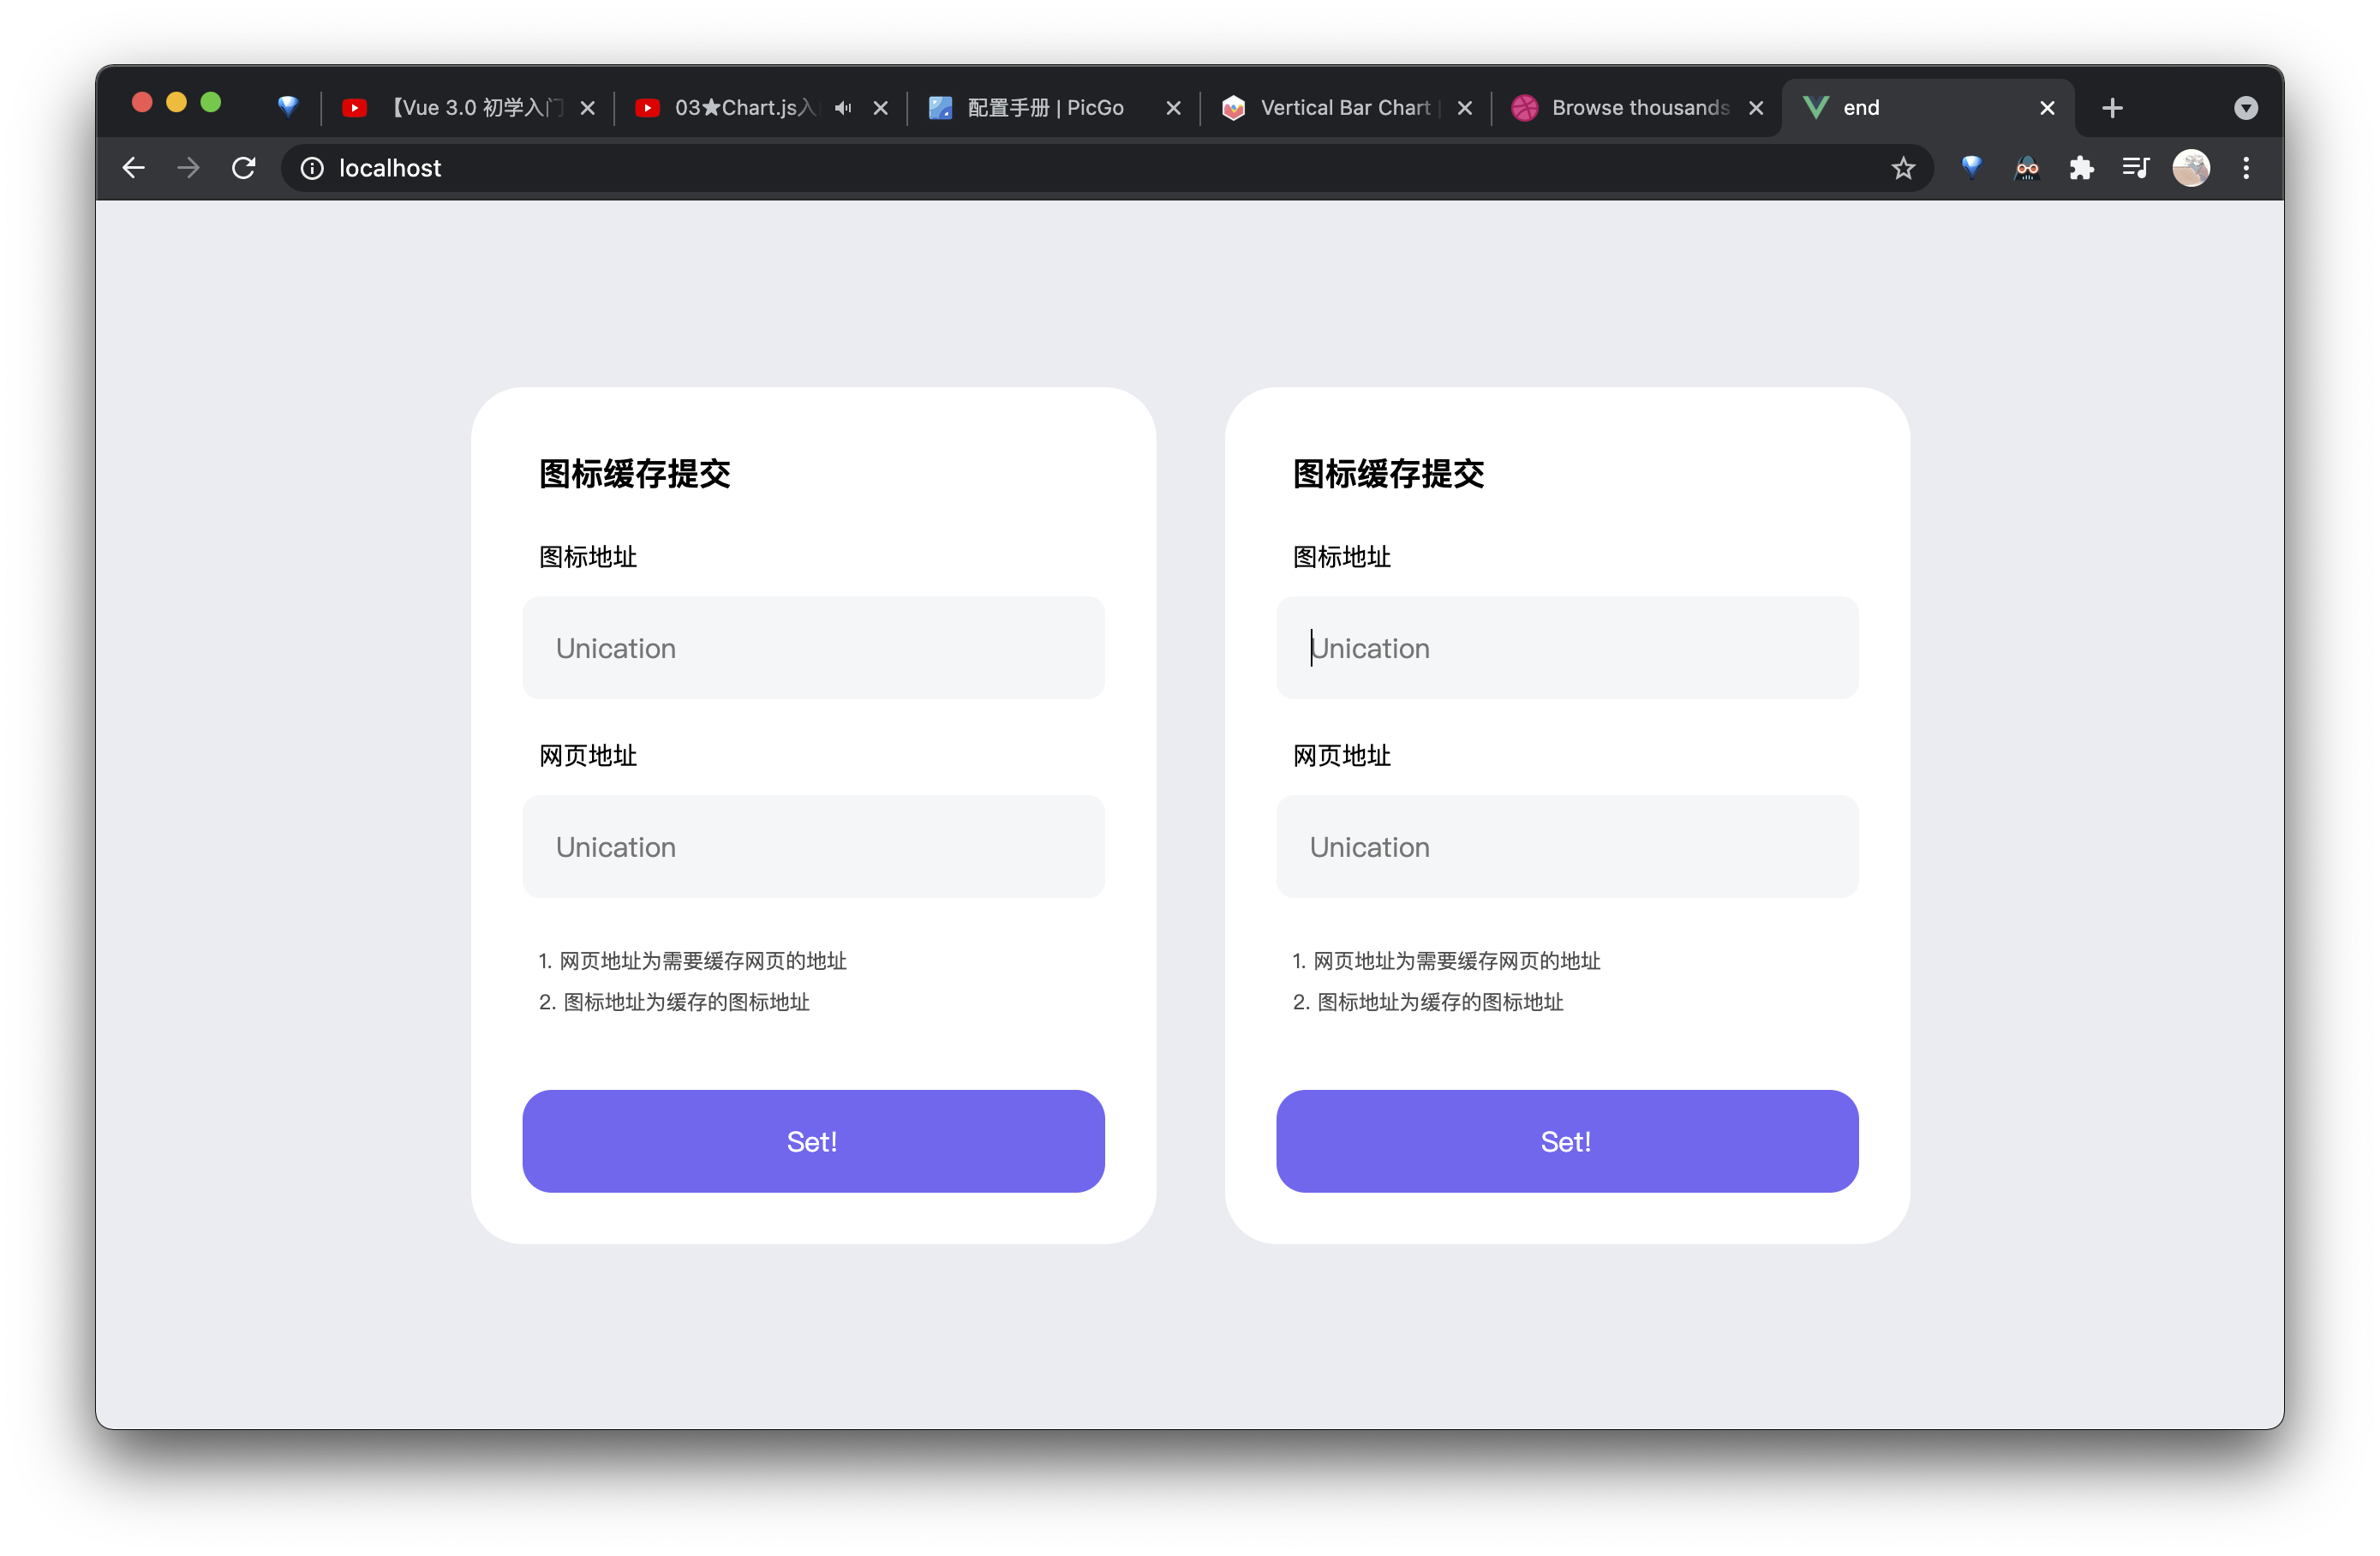 【Vue 3.0 初学入门
03★Chart.js入
配置手册 | PicGo
Vertical Bar Chart |
Browse thousands
end
localhost
图标缓存提交
图标地址
Unication
网页地址
Unication
1. 网页地址为需要缓存网页的地址
2. 图标地址为缓存的图标地址
Set!
图标缓存提交
图标地址
Unication
网页地址
Unication
1. 网页地址为需要缓存网页的地址
2. 图标地址为缓存的图标地址
Set!